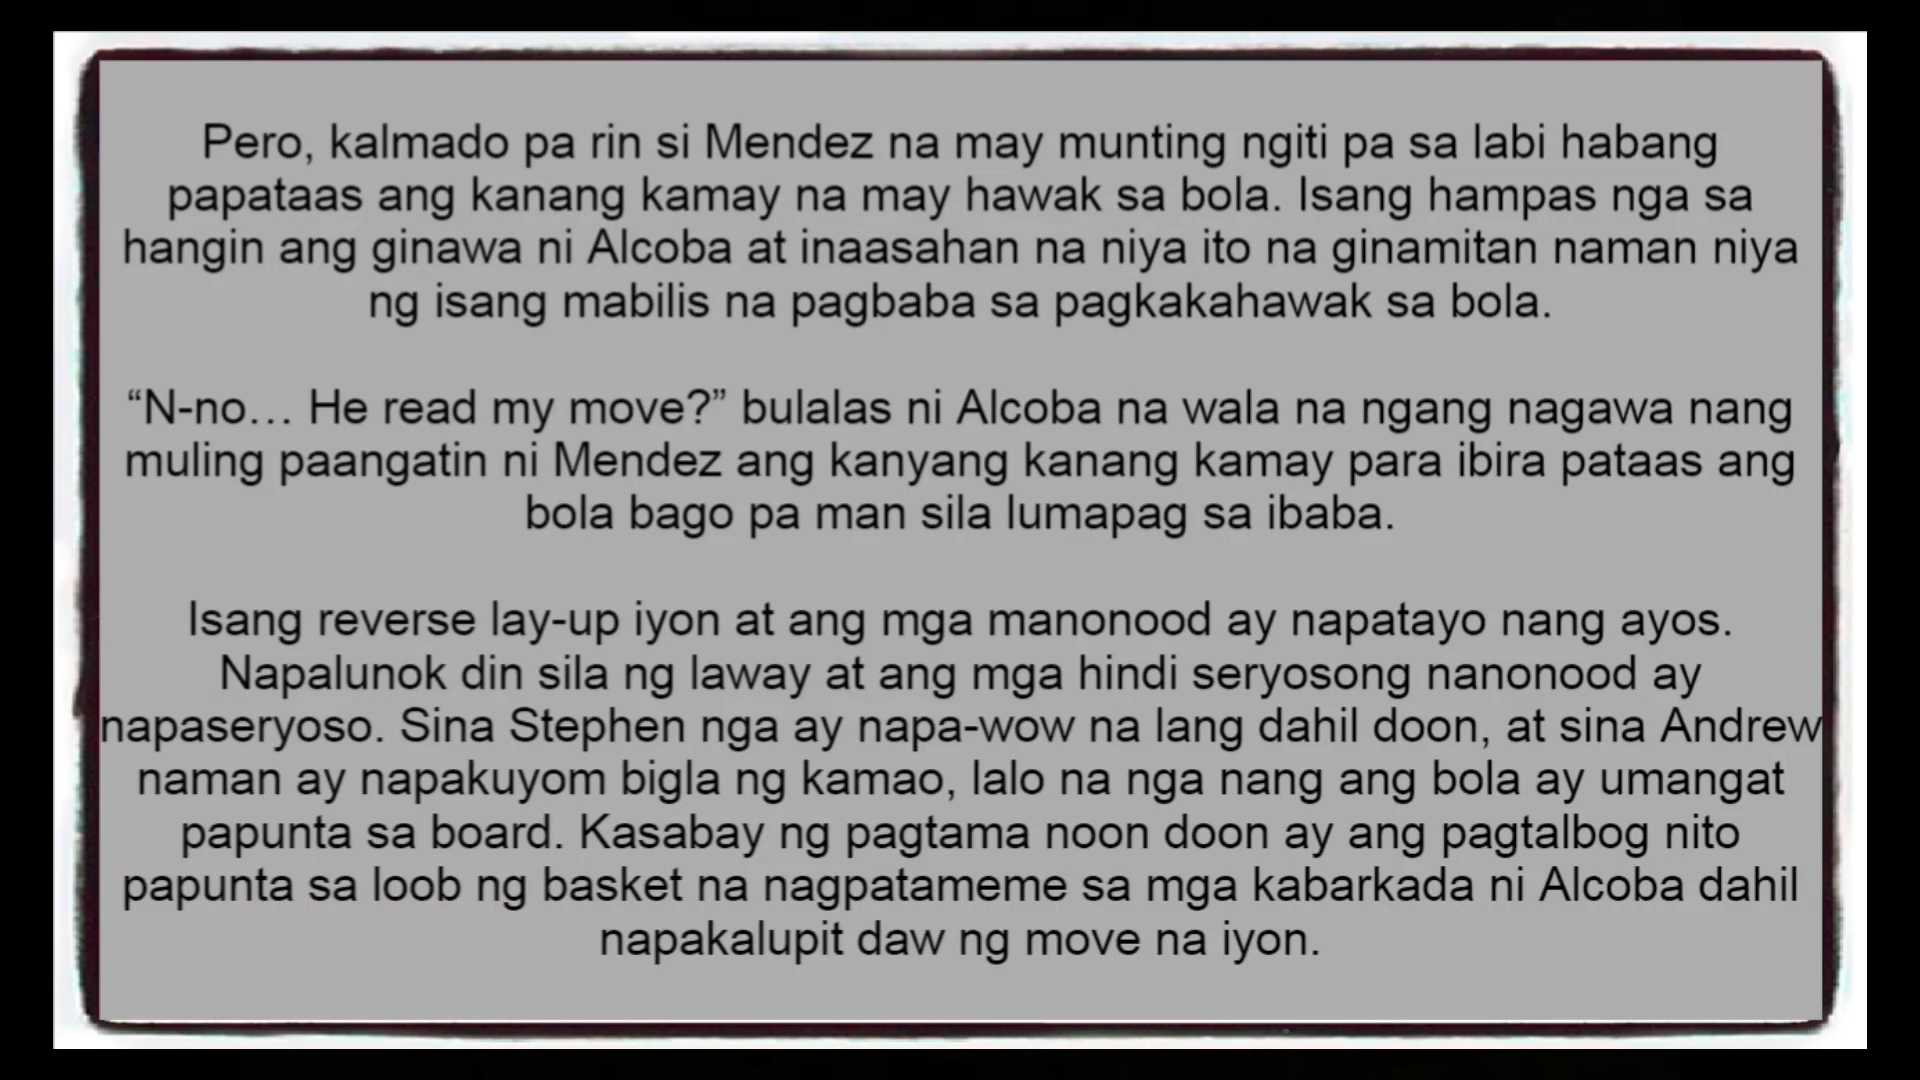 Pero, kalmado pa rin si Mendez na may munting ngiti pa sa labi habang
papataas ang kanang kamay na may hawak sa bola. Isang hampas nga sa
hangin ang ginawa ni Alcoba at inaasahan na niya ito na ginamitan naman niya
ng isang mabilis na pagbaba sa pagkakahawak sa bola.
“N-no… He read my move?” bulalas ni Alcoba na wala na ngang nagawa nang
muling paangatin ni Mendez ang kanyang kanang kamay para ibira pataas ang
bola bago pa man sila lumapag sa ibaba.
Isang reverse lay-up iyon at ang mga manonood ay napatayo nang ayos.
Napalunok din sila ng laway at ang mga hindi seryosong nanonood ay
napaseryoso. Sina Stephen nga ay napa-wow na lang dahil doon, at sina Andrew
naman ay napakuyom bigla ng kamao, lalo na nga nang ang bola ay umangat
papunta sa board. Kasabay ng pagtama noon doon ay ang pagtalbog nito
papunta sa loob ng basket na nagpatameme sa mga kabarkada ni Alcoba dahil
napakalupit daw ng move na iyon.